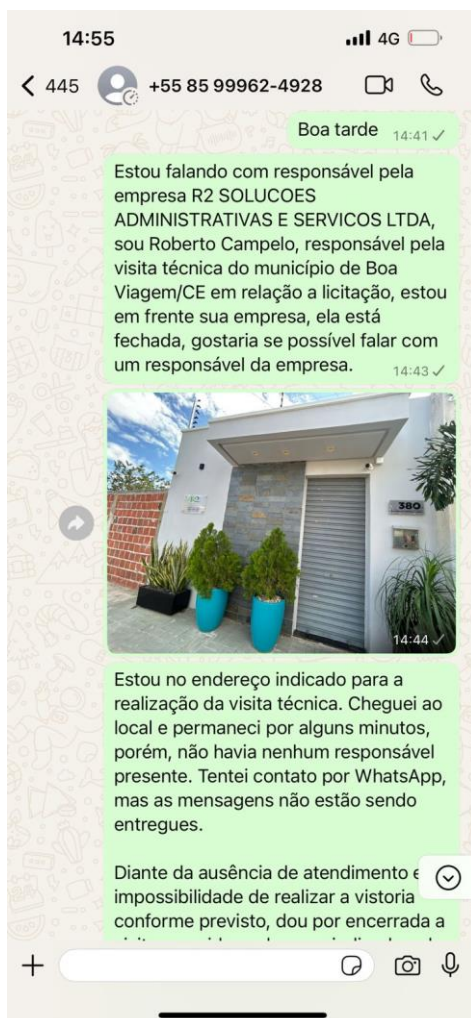 14:55
4G
445
+55 85 99962-4928
Boa tarde 14:41
Estou falando com responsável pela
empresa R2 SOLUCOES
ADMINISTRATIVAS E SERVICOS LTDA,
sou Roberto Campelo, responsável pela
visita técnica do município de Boa
Viagem/CE em relação a licitação, estou
em frente sua empresa, ela está
fechada, gostaria se possível falar com
um responsável da empresa. 14:43
380
14:44
Estou no endereço indicado para a
realização da visita técnica. Cheguei ao
local e permaneci por alguns minutos,
porém, não havia nenhum responsável
presente. Tentei contato por WhatsApp,
mas as mensagens não estão sendo
entregues.
Diante da ausência de atendimento e
impossibilidade de realizar a vistoria
conforme previsto, dou por encerrada a